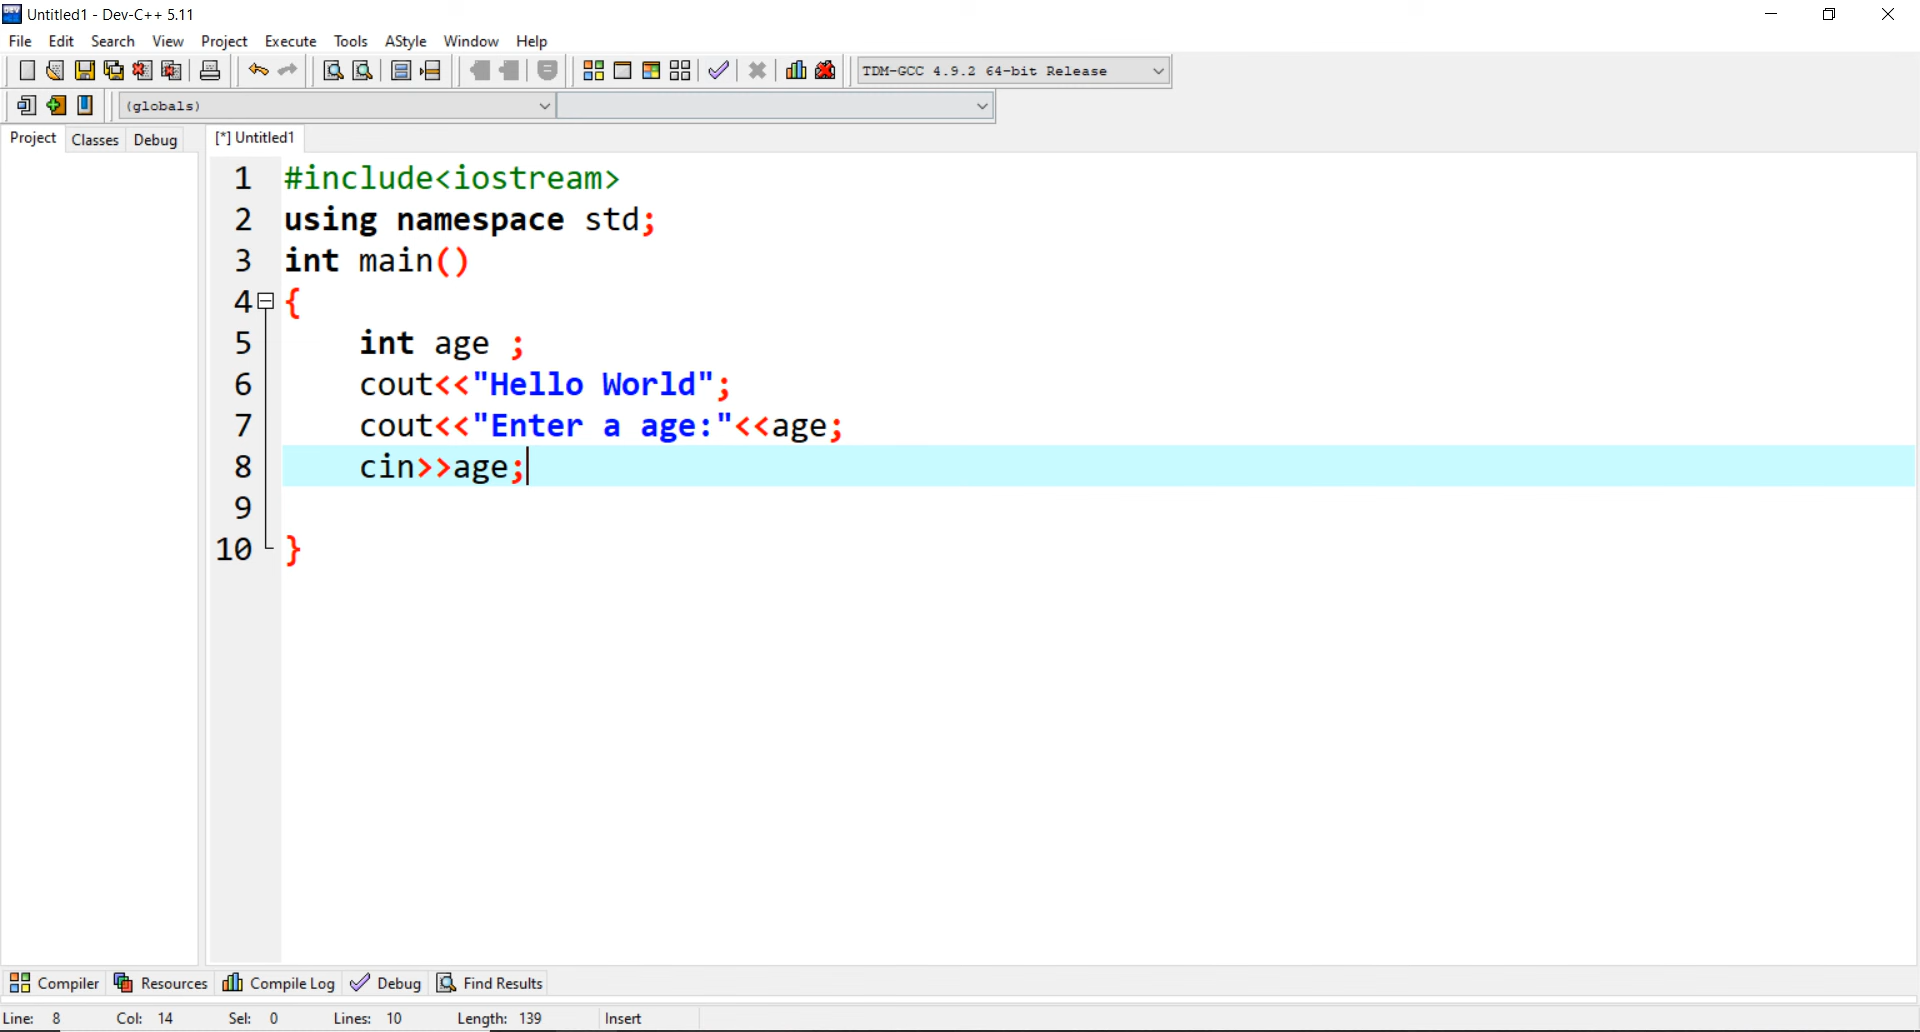 Untitled1 - Dev-C++ 5.11
File Edit Search View Project Execute Tools AStyle Window Help
TDM-GCC 4.9.2 64-bit Release
(globals)
Project Classes Debug [*] Untitled1
1 #include<iostream>
2 using namespace std;
3 int main()
4 {
5 int age ;
6 cout<<"Hello World";
7 cout<<"Enter a age:"<<age;
8 cin>>age;
9
10 }
Compiler Resources Compile Log Debug Find Results
Line: 8 Col: 14 Sel: 0 Lines: 10 Length: 139 Insert